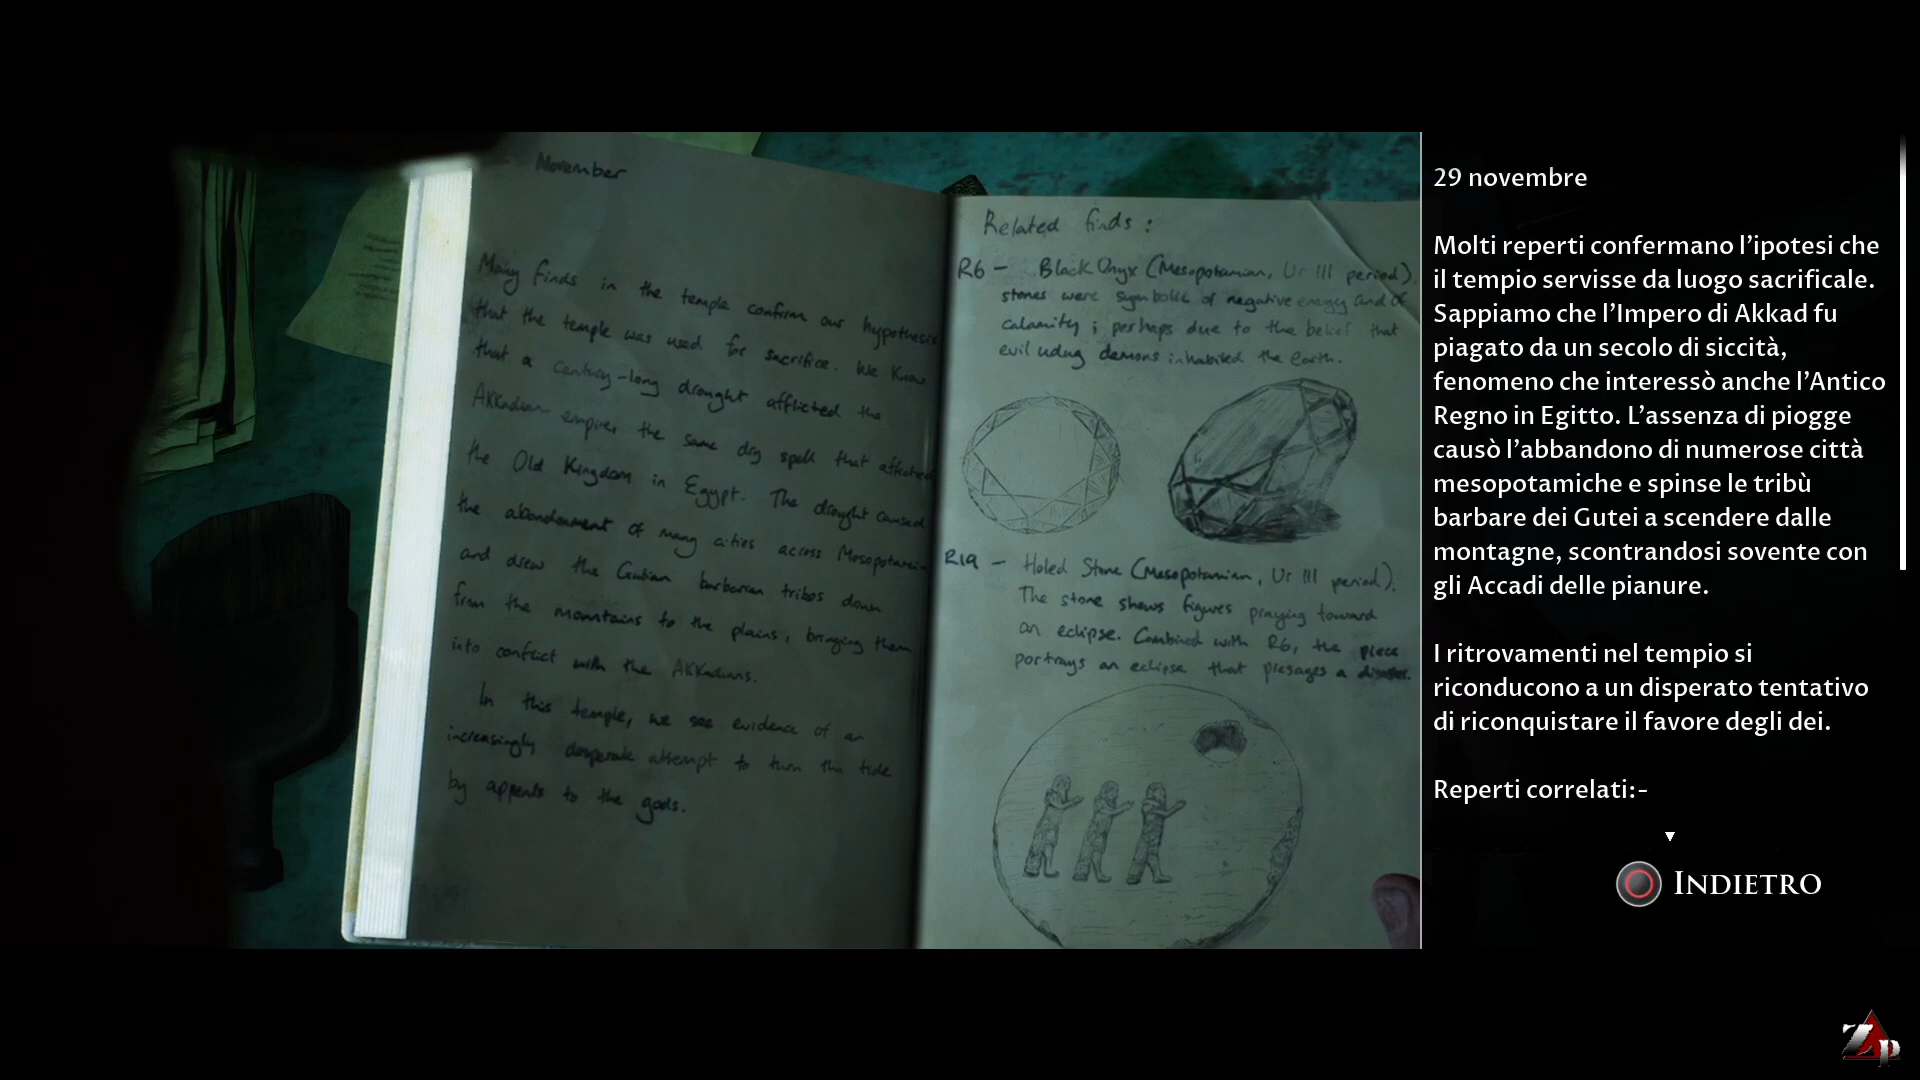 November
Many finds in the temple confirm our hypothesis
that the temple was used for sacrifice. We know
that a century-long drought afflicted the
Akkadian empire, the same dry spell that affected
the Old Kingdom in Egypt. The drought caused
the abandonment of many cities across Mesopotamia
and drew the Gutian barbarian tribes down
from the mountains to the plains, bringing them
into conflict with the Akkadians.
In this temple, we see evidence of an
increasingly desperate attempt to turn the tide
by appeals to the gods.
Related finds:
R6 - Black Onyx (Mesopotamian, Ur III period)
stones were symbolic of negative energy and of
calamity; perhaps due to the belief that
evil udug demons inhabited the earth.
R19 - Holed Stone (Mesopotamian, Ur III period).
The stone shows figures praying toward
an eclipse. Combined with R6, the piece
portrays an eclipse that presages a disaster.
29 novembre
Molti reperti confermano l'ipotesi che
il tempio servisse da luogo sacrificale.
Sappiamo che l'Impero di Akkad fu
piagato da un secolo di siccità,
fenomeno che interessò anche l'Antico
Regno in Egitto. L'assenza di piogge
causò l'abbandono di numerose città
mesopotamiche e spinse le tribù
barbare dei Gutei a scendere dalle
montagne, scontrandosi sovente con
gli Accadi delle pianure.
I ritrovamenti nel tempio si
riconducono a un disperato tentativo
di riconquistare il favore degli dei.
Reperti correlati:-
INDIETRO
ZAp